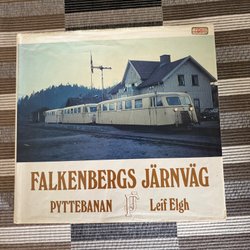 FALKENBERGS JÄRNVÄG
PYTTEBANAN Leif Elgh